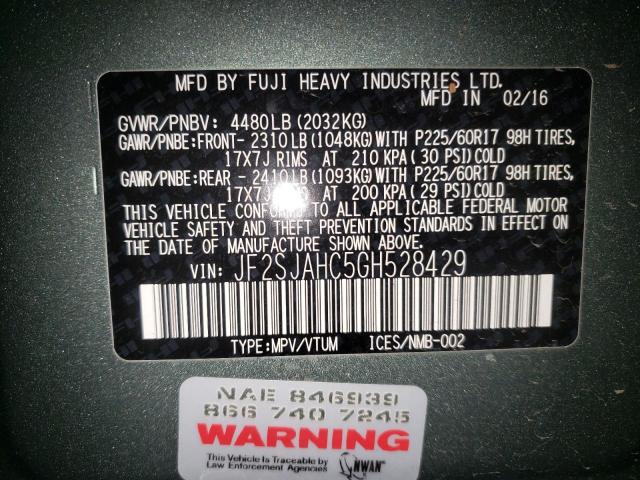 MFD BY FUJI HEAVY INDUSTRIES LTD.
MFD IN 02/16
GVWR/PNBV: 4480LB(2032KG)
GAWR/PNBE:FRONT- 2310LB(1048KG)WITH P225/60R17 98H TIRES,
17X7J RIMS AT 210 KPA(30 PSI)COLD
GAWR/PNBE:REAR - 2410LB(1093KG)WITH P225/60R17 98H TIRES,
17X7J AT 200 KPA(29 PSI)COLD
THIS VEHICLE CONFORMS TO ALL APPLICABLE FEDERAL MOTOR
VEHICLE SAFETY AND THEFT PREVENTION STANDARDS IN EFFECT
ON THE DATE OF MANUFACTURE SHOWN ABOVE.
VIN: JF2SJAHC5GH528429
TYPE:MPV/VTUM ICES/NMB-002
NAE 846939
866 740 7245
WARNING
This Vehicle is Traceable by
Law Enforcement Agencies
NWAN